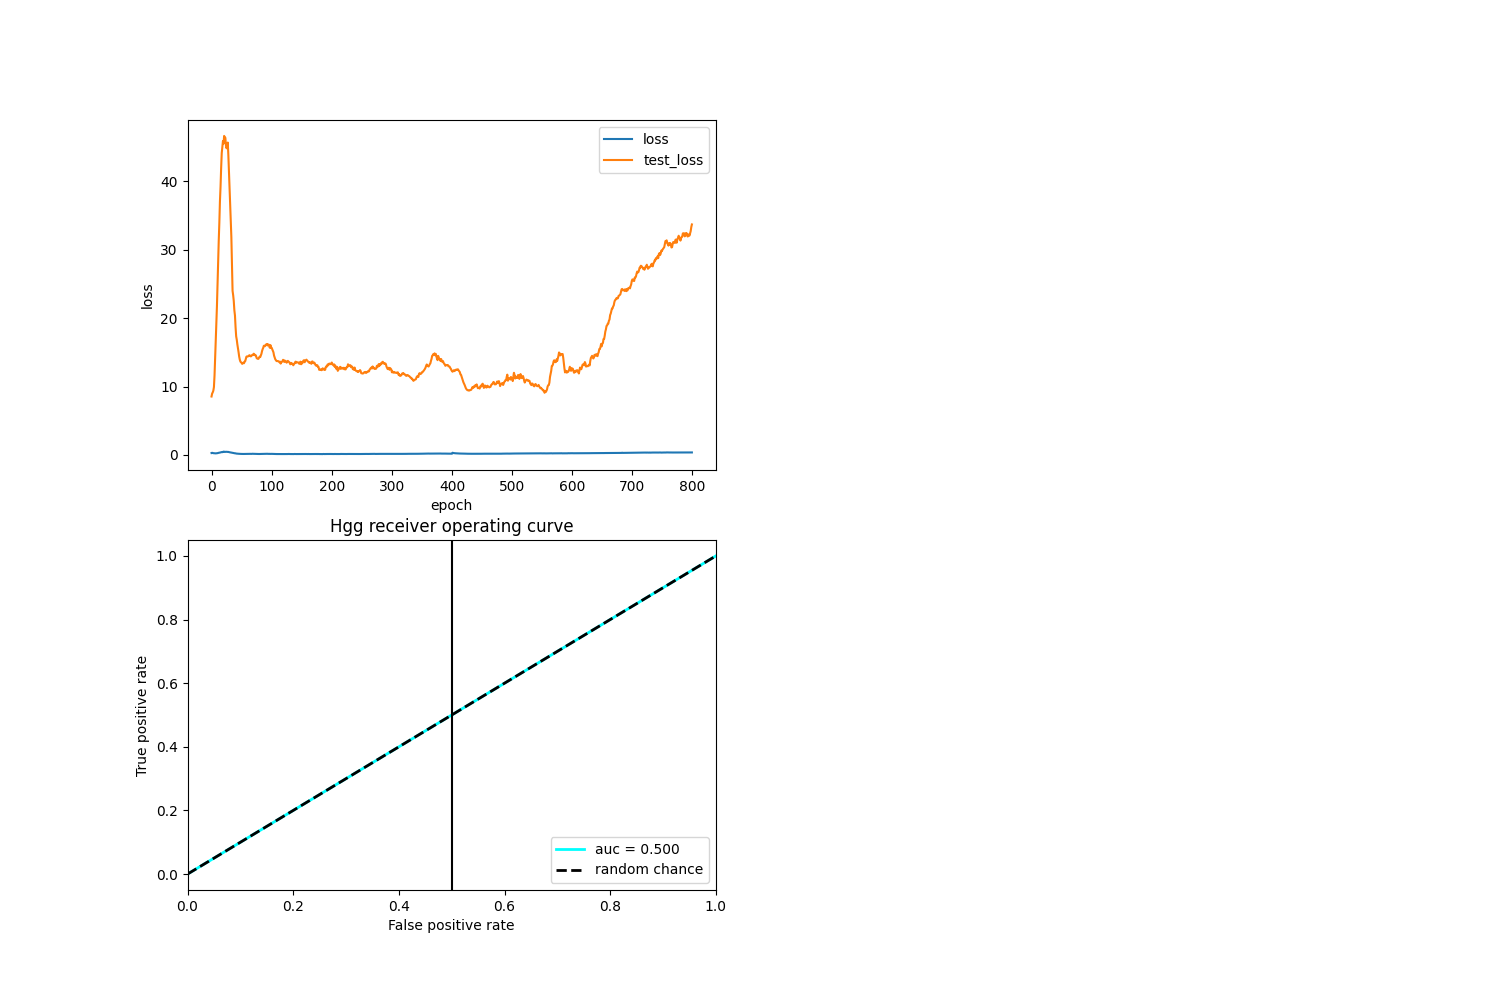 loss
test_loss
40
30
20
10
0
loss
0 100 200 300 400 500 600 700 800
epoch
Hgg receiver operating curve
1.0
0.8
0.6
0.4
0.2
0.0
True positive rate
auc = 0.500
random chance
0.0 0.2 0.4 0.6 0.8 1.0
False positive rate